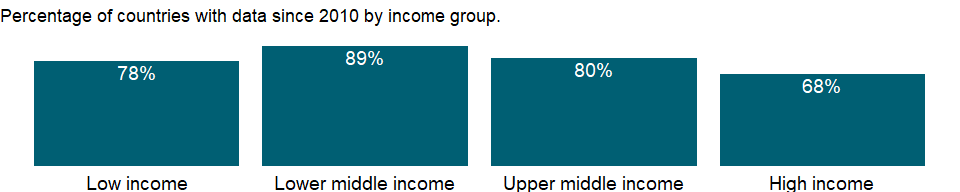 Percentage of countries with data since 2010 by income group.
78%
89%
80%
68%
Low income
Lower middle income
Upper middle income
High income